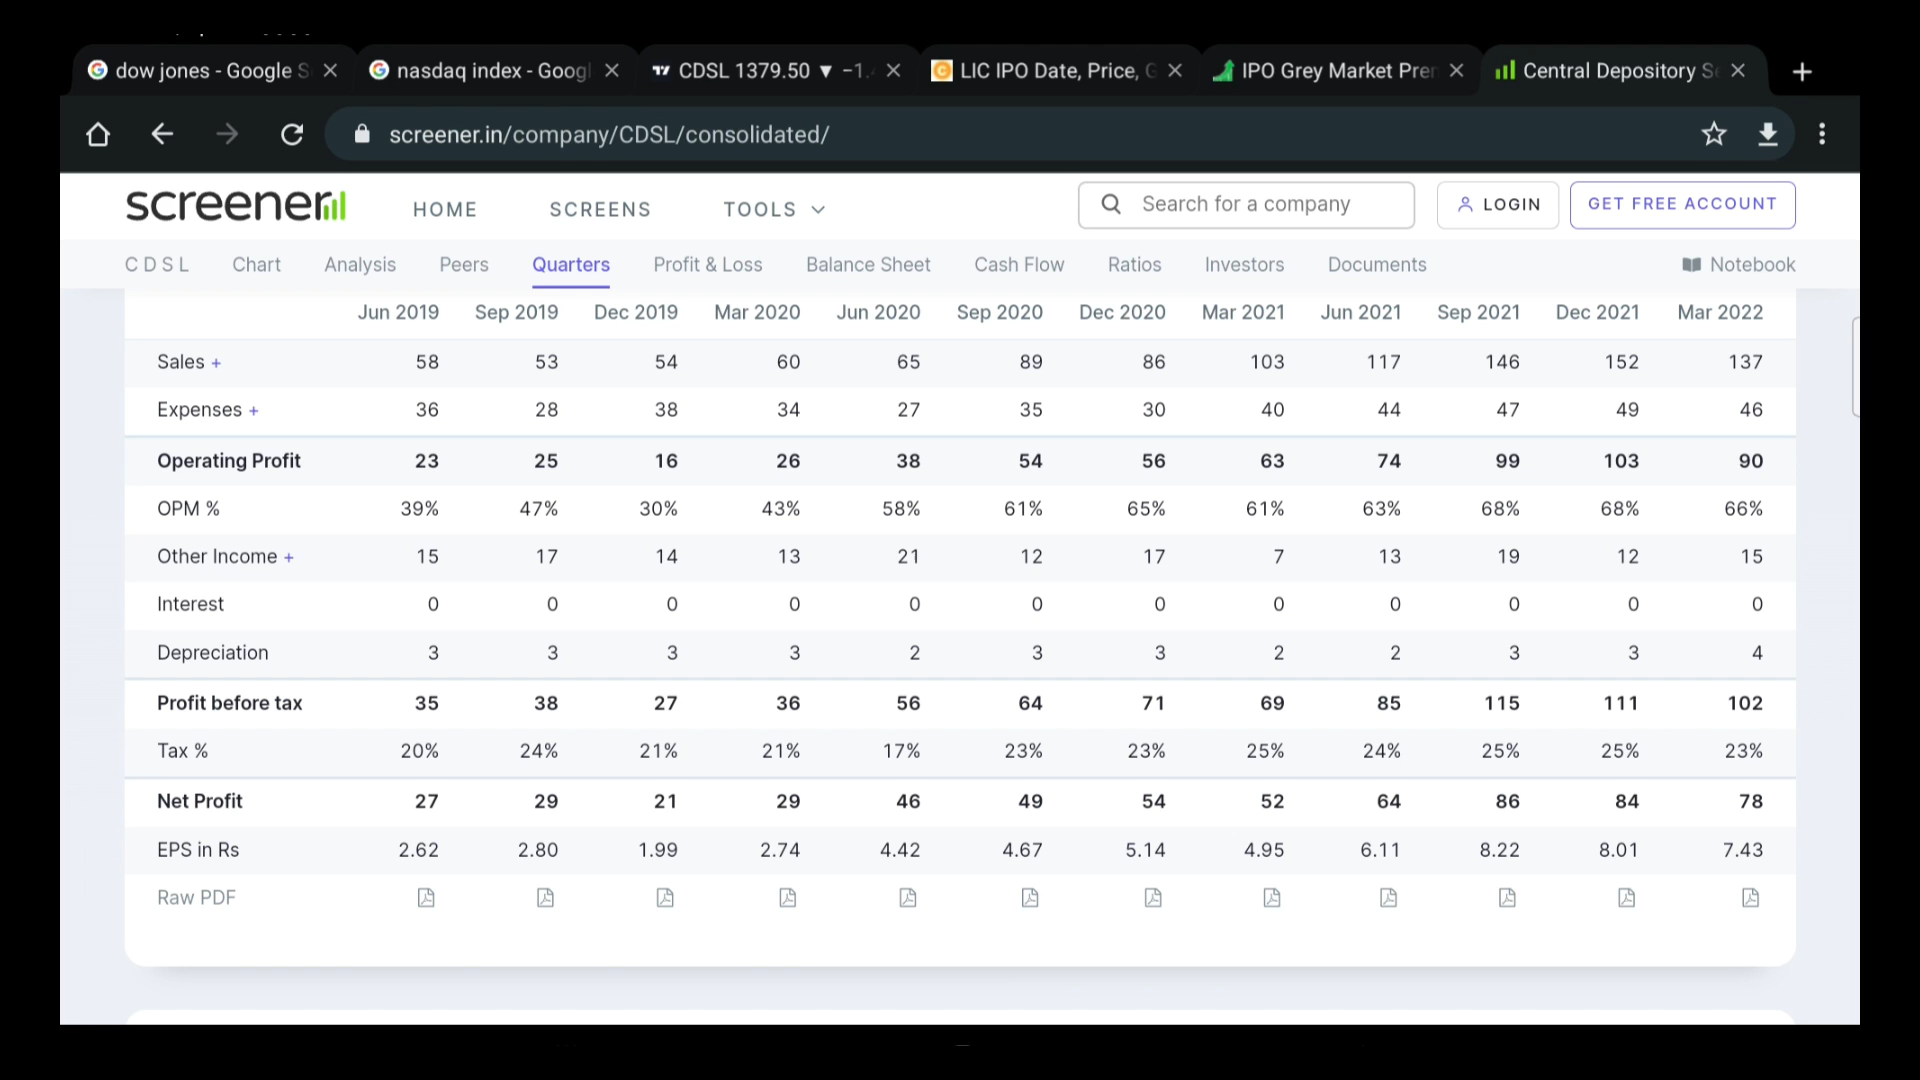 dow jones - Google S
nasdaq index - Googl
CDSL 1379.50 ▼ −1.
LIC IPO Date, Price, G
IPO Grey Market Prem
Central Depository Se
screener.in/company/CDSL/consolidated/
screener HOME SCREENS TOOLS Search for a company LOGIN GET FREE ACCOUNT
C D S L Chart Analysis Peers Quarters Profit & Loss Balance Sheet Cash Flow Ratios Investors Documents Notebook
Jun 2019 Sep 2019 Dec 2019 Mar 2020 Jun 2020 Sep 2020 Dec 2020 Mar 2021 Jun 2021 Sep 2021 Dec 2021 Mar 2022
Sales + 58 53 54 60 65 89 86 103 117 146 152 137
Expenses + 36 28 38 34 27 35 30 40 44 47 49 46
Operating Profit 23 25 16 26 38 54 56 63 74 99 103 90
OPM % 39% 47% 30% 43% 58% 61% 65% 61% 63% 68% 68% 66%
Other Income + 15 17 14 13 21 12 17 7 13 19 12 15
Interest 0 0 0 0 0 0 0 0 0 0 0 0
Depreciation 3 3 3 3 2 3 3 2 2 3 3 4
Profit before tax 35 38 27 36 56 64 71 69 85 115 111 102
Tax % 20% 24% 21% 21% 17% 23% 23% 25% 24% 25% 25% 23%
Net Profit 27 29 21 29 46 49 54 52 64 86 84 78
EPS in Rs 2.62 2.80 1.99 2.74 4.42 4.67 5.14 4.95 6.11 8.22 8.01 7.43
Raw PDF